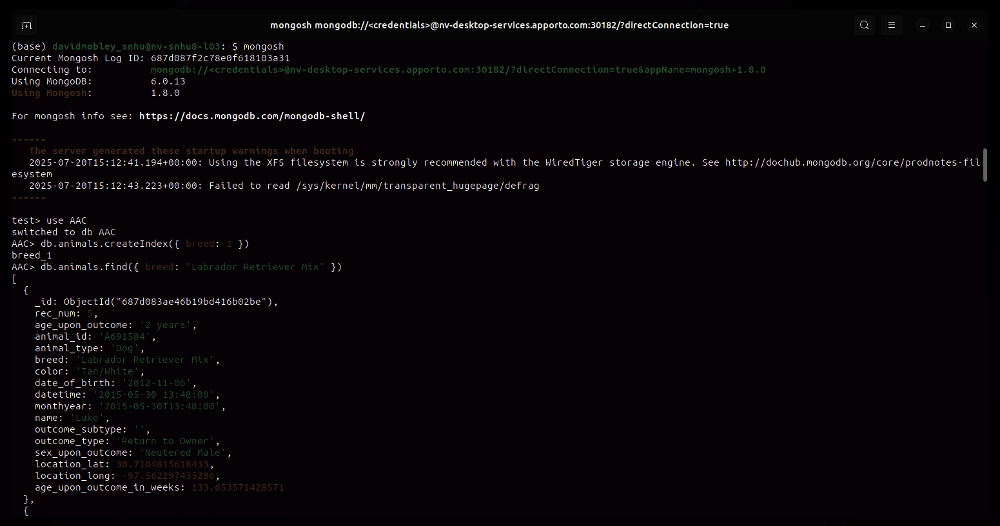 mongosh mongodb://<credentials>@nv-desktop-services.apporto.com:30182/?directConnection=true
(base) davidmobley_snhu@nv-snhu8-l03:~$ mongosh
Current Mongosh Log ID: 687d087f2c78e0f618103a31
Connecting to:          mongodb://<credentials>@nv-desktop-services.apporto.com:30182/?directConnection=true&appName=mongosh+1.8.0
Using MongoDB:          6.0.13
Using Mongosh:          1.8.0
For mongosh info see: https://docs.mongodb.com/mongodb-shell/
------
   The server generated these startup warnings when booting
   2025-07-20T15:12:41.194+00:00: Using the XFS filesystem is strongly recommended with the WiredTiger storage engine. See http://dochub.mongodb.org/core/prodnotes-fil
esystem
   2025-07-20T15:12:43.223+00:00: Failed to read /sys/kernel/mm/transparent_hugepage/defrag
------
test> use AAC
switched to db AAC
AAC> db.animals.createIndex({ breed: 1 })
breed_1
AAC> db.animals.find({ breed: "Labrador Retriever Mix" })
[
  {
    _id: ObjectId("687d083ae46b19bd416b02be"),
    rec_num: 5,
    age_upon_outcome: '2 years',
    animal_id: 'A691584',
    animal_type: 'Dog',
    breed: 'Labrador Retriever Mix',
    color: 'Tan/White',
    date_of_birth: '2012-11-06',
    datetime: '2015-05-30 13:48:00',
    monthyear: '2015-05-30T13:48:00',
    name: 'Luke',
    outcome_subtype: '',
    outcome_type: 'Return to Owner',
    sex_upon_outcome: 'Neutered Male',
    location_lat: 30.7104815618433,
    location_long: -97.562297435286,
    age_upon_outcome_in_weeks: 133.653571428571
  },
  {